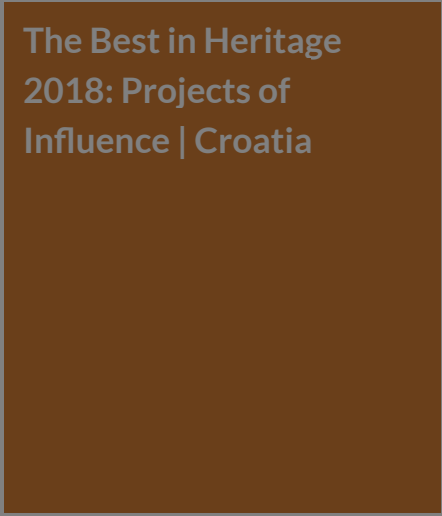 The Best in Heritage
2018: Projects of
Influence | Croatia